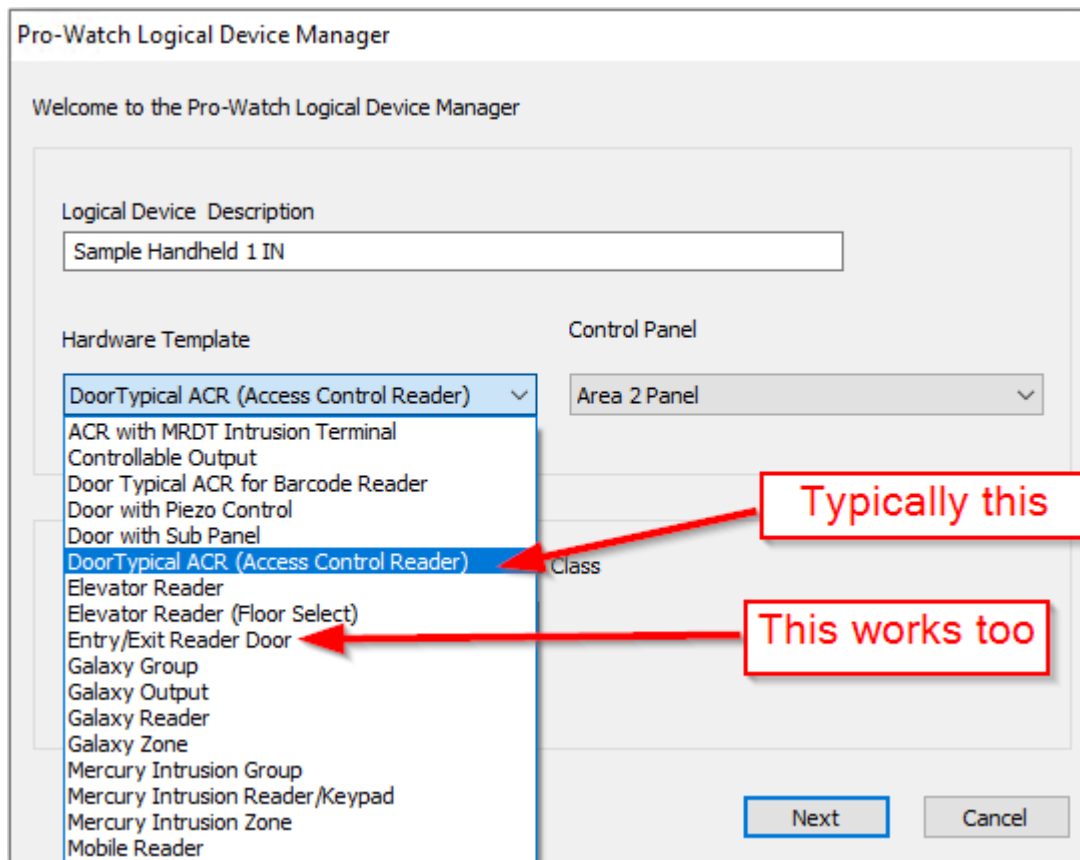 Pro-Watch Logical Device Manager
Welcome to the Pro-Watch Logical Device Manager
Logical Device  Description
Sample Handheld 1 IN
Hardware Template
Control Panel
DoorTypical ACR (Access Control Reader)
Area 2 Panel
ACR with MRDT Intrusion Terminal
Controllable Output
Door Typical ACR for Barcode Reader
Door with Piezo Control
Door with Sub Panel
DoorTypical ACR (Access Control Reader)
Typically this
Class
Elevator Reader
Elevator Reader (Floor Select)
Entry/Exit Reader Door
This works too
Galaxy Group
Galaxy Output
Galaxy Reader
Galaxy Zone
Mercury Intrusion Group
Mercury Intrusion Reader/Keypad
Mercury Intrusion Zone
Mobile Reader
Next
Cancel